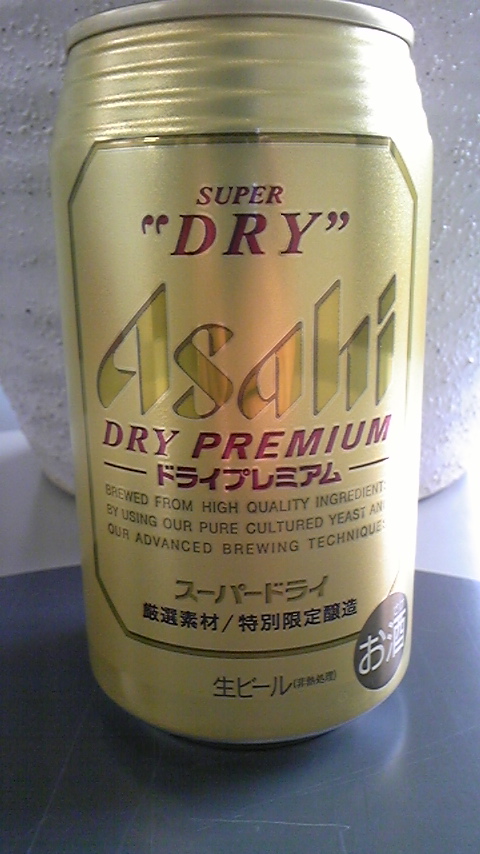 SUPER
"DRY"
Asahi
DRY PREMIUM
ドライプレミアム
BREWED FROM HIGH QUALITY INGREDIENTS
BY USING OUR PURE CULTURED YEAST AND
OUR ADVANCED BREWING TECHNIQUES
スーパードライ
厳選素材/特別限定醸造
お酒
生ビール(非熱処理)